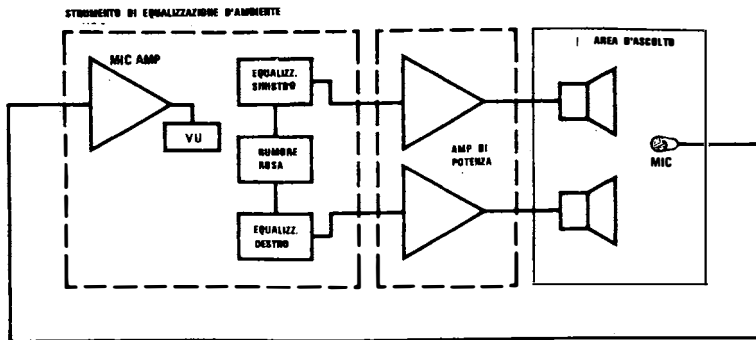 STRUMENTO DI EQUALIZZAZIONE D'AMBIENTE
MIC AMP
VU
EQUALIZZ.
SINISTRO
RUMORE
ROSA
EQUALIZZ.
DESTRO
AMP DI
POTENZA
AREA D'ASCOLTO
MIC